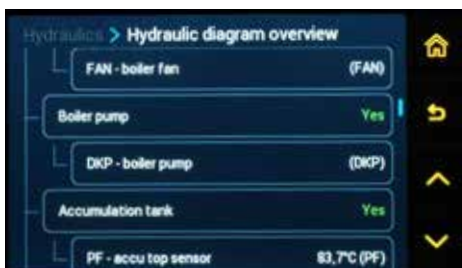 Hydraulics > Hydraulic diagram overview
FAN - boiler fan (FAN)
Boiler pump Yes
DKP - boiler pump (DKP)
Accumulation tank Yes
PF - accu top sensor 83,7°C (PF)